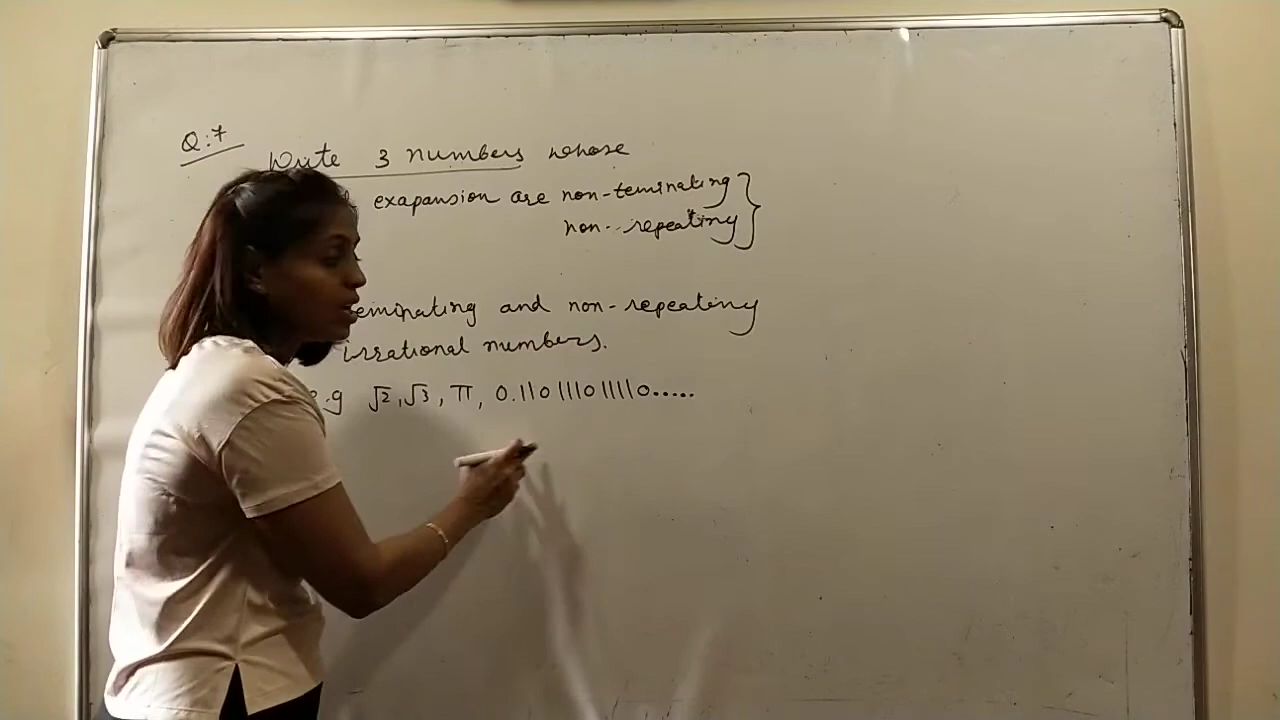 Q:7
Write 3 numbers whose
exapansion are non-teminating
non-repeating
eminating and non-repeating
irrational numbers.
e.g √2, √3, π, 0.110111011110.....